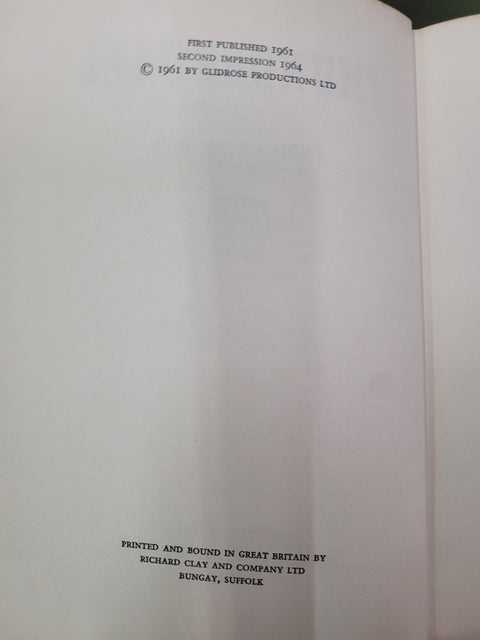 FIRST PUBLISHED 1961
SECOND IMPRESSION 1964
© 1961 BY GLIDROSE PRODUCTIONS LTD
PRINTED AND BOUND IN GREAT BRITAIN BY
RICHARD CLAY AND COMPANY LTD
BUNGAY, SUFFOLK